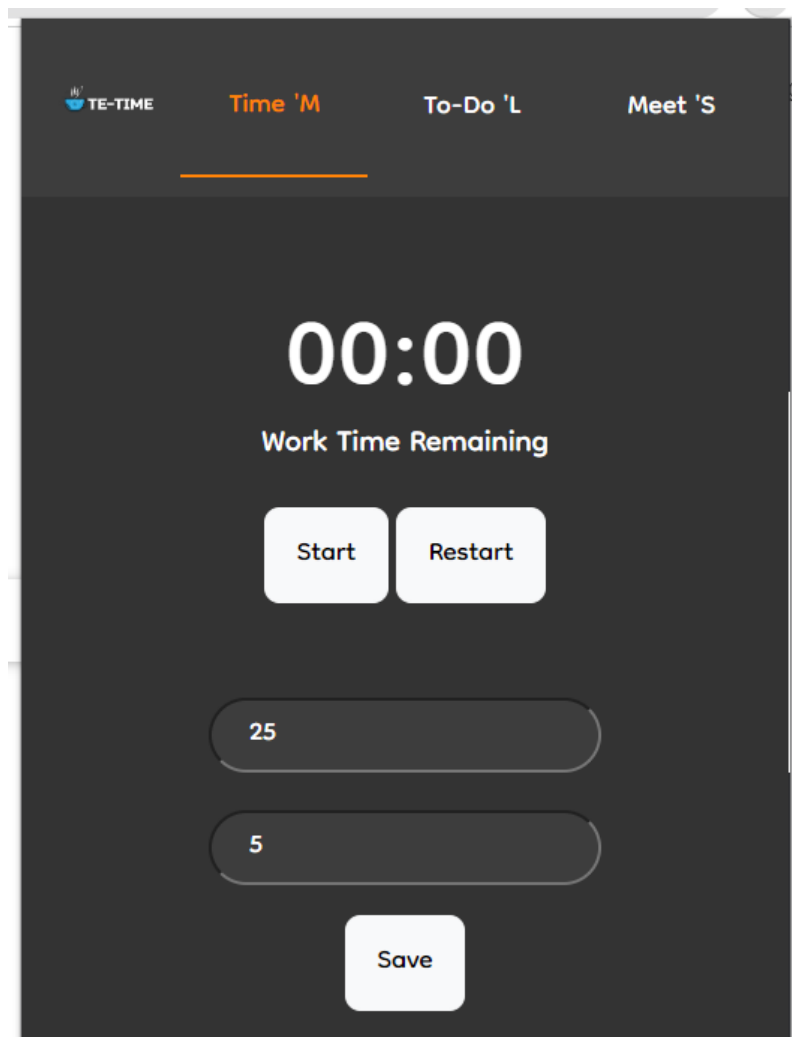 TE-TIME Time 'M To-Do 'L Meet 'S
00:00
Work Time Remaining
Start Restart
25
5
Save